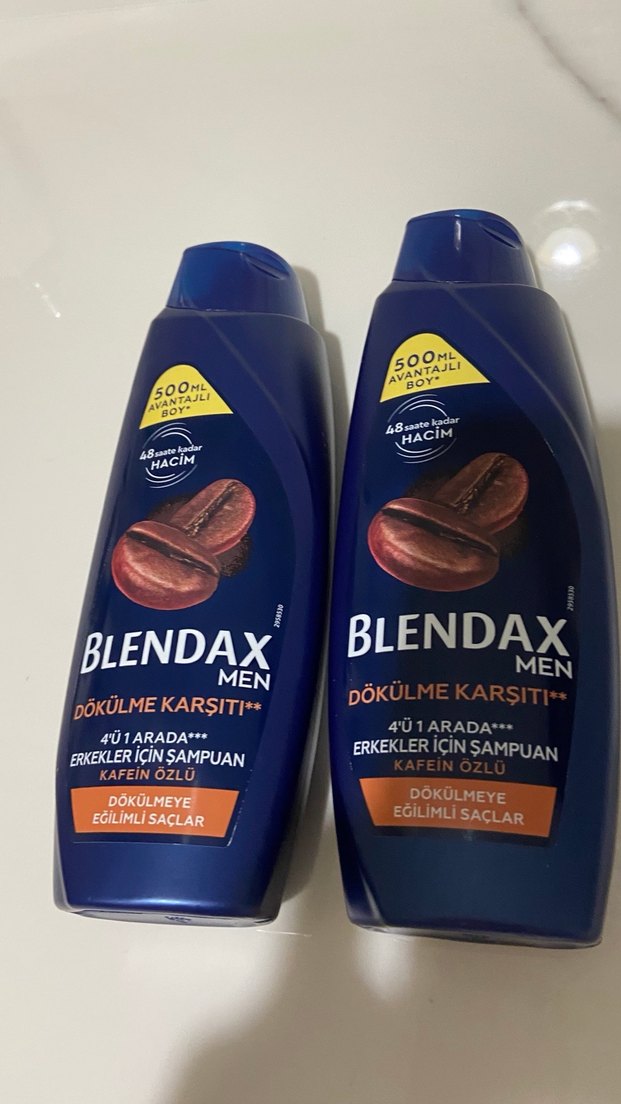 500ML
AVANTAJLI
BOY*
48 saate kadar
HACİM
2958530
BLENDAX
MEN
DÖKÜLME KARŞITI**
4'Ü 1 ARADA***
ERKEKLER İÇİN ŞAMPUAN
KAFEİN ÖZLÜ
DÖKÜLMEYE
EĞİLİMLİ SAÇLAR
500ML
AVANTAJLI
BOY*
48 saate kadar
HACİM
2958530
BLENDAX
MEN
DÖKÜLME KARŞITI**
4'Ü 1 ARADA***
ERKEKLER İÇİN ŞAMPUAN
KAFEİN ÖZLÜ
DÖKÜLMEYE
EĞİLİMLİ SAÇLAR